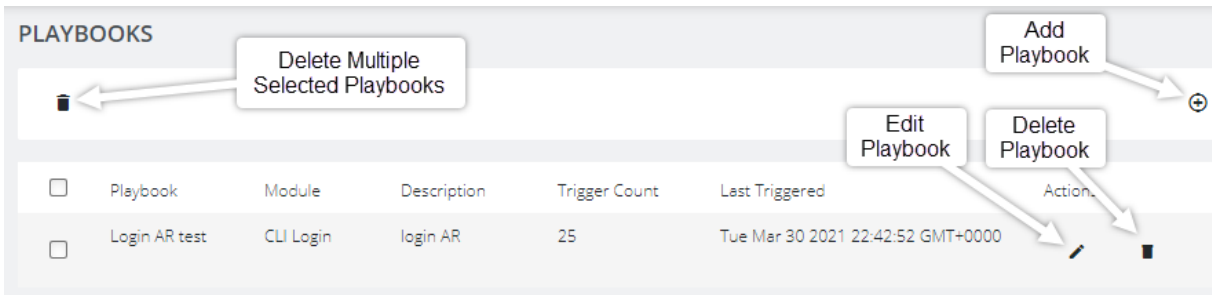 PLAYBOOKS
Delete Multiple
Selected Playbooks
Add
Playbook
Edit
Playbook
Delete
Playbook
Playbook Module Description Trigger Count Last Triggered Actions
Login AR test CLI Login login AR 25 Tue Mar 30 2021 22:42:52 GMT+0000